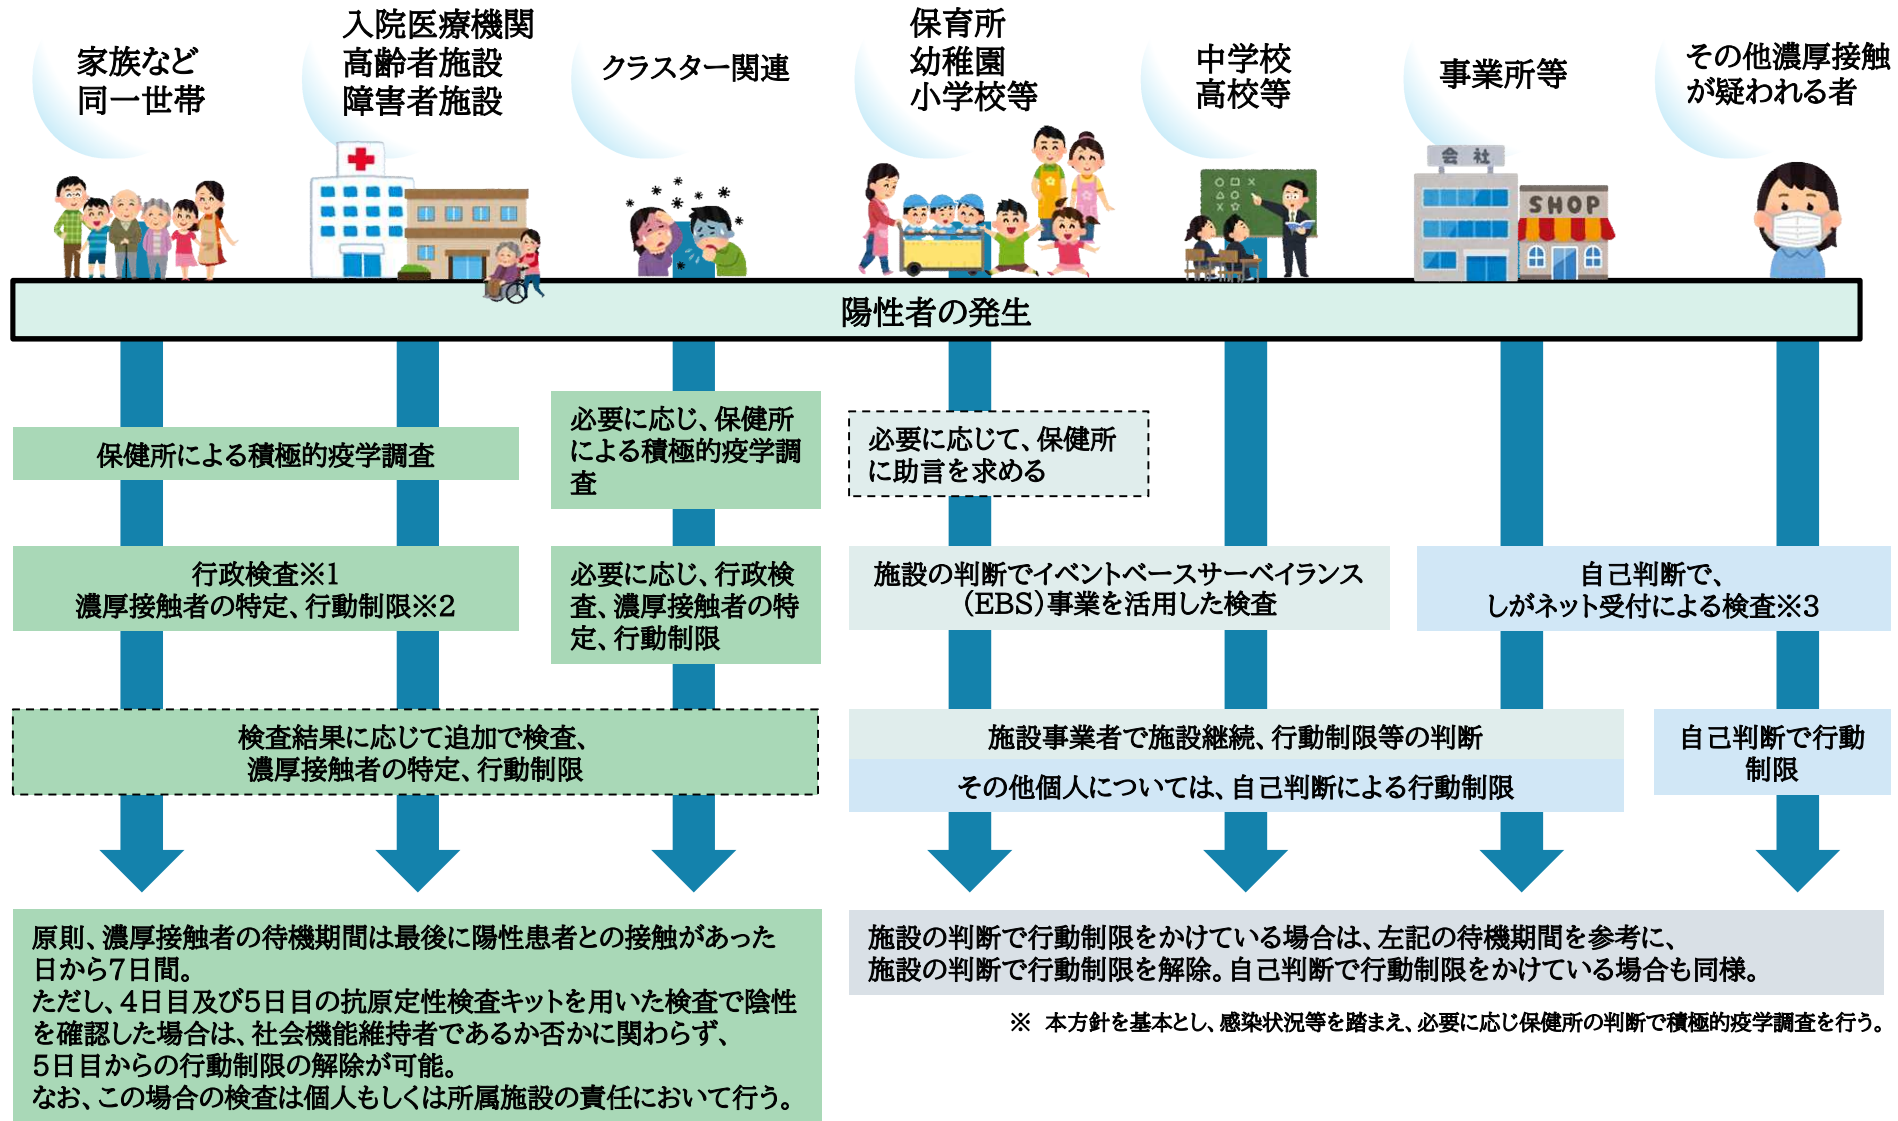 家族など
同一世帯
入院医療機関
高齢者施設
障害者施設
クラスター関連
保育所
幼稚園
小学校等
中学校
高校等
事業所等
その他濃厚接触
が疑われる者
会社
SHOP
陽性者の発生
保健所による積極的疫学調査
必要に応じ、保健所
による積極的疫学調
査
必要に応じて、保健所
に助言を求める
行政検査※1
濃厚接触者の特定、行動制限※2
必要に応じ、行政検
査、濃厚接触者の特
定、行動制限
施設の判断でイベントベースサーベイランス
(EBS)事業を活用した検査
自己判断で、
しがネット受付による検査※3
検査結果に応じて追加で検査、
濃厚接触者の特定、行動制限
施設事業者で施設継続、行動制限等の判断
その他個人については、自己判断による行動制限
自己判断で行動
制限
原則、濃厚接触者の待機期間は最後に陽性患者との接触があった
日から7日間。
ただし、4日目及び5日目の抗原定性検査キットを用いた検査で陰性
を確認した場合は、社会機能維持者であるか否かに関わらず、
5日目からの行動制限の解除が可能。
なお、この場合の検査は個人もしくは所属施設の責任において行う。
施設の判断で行動制限をかけている場合は、左記の待機期間を参考に、
施設の判断で行動制限を解除。自己判断で行動制限をかけている場合も同様。
※ 本方針を基本とし、感染状況等を踏まえ、必要に応じ保健所の判断で積極的疫学調査を行う。